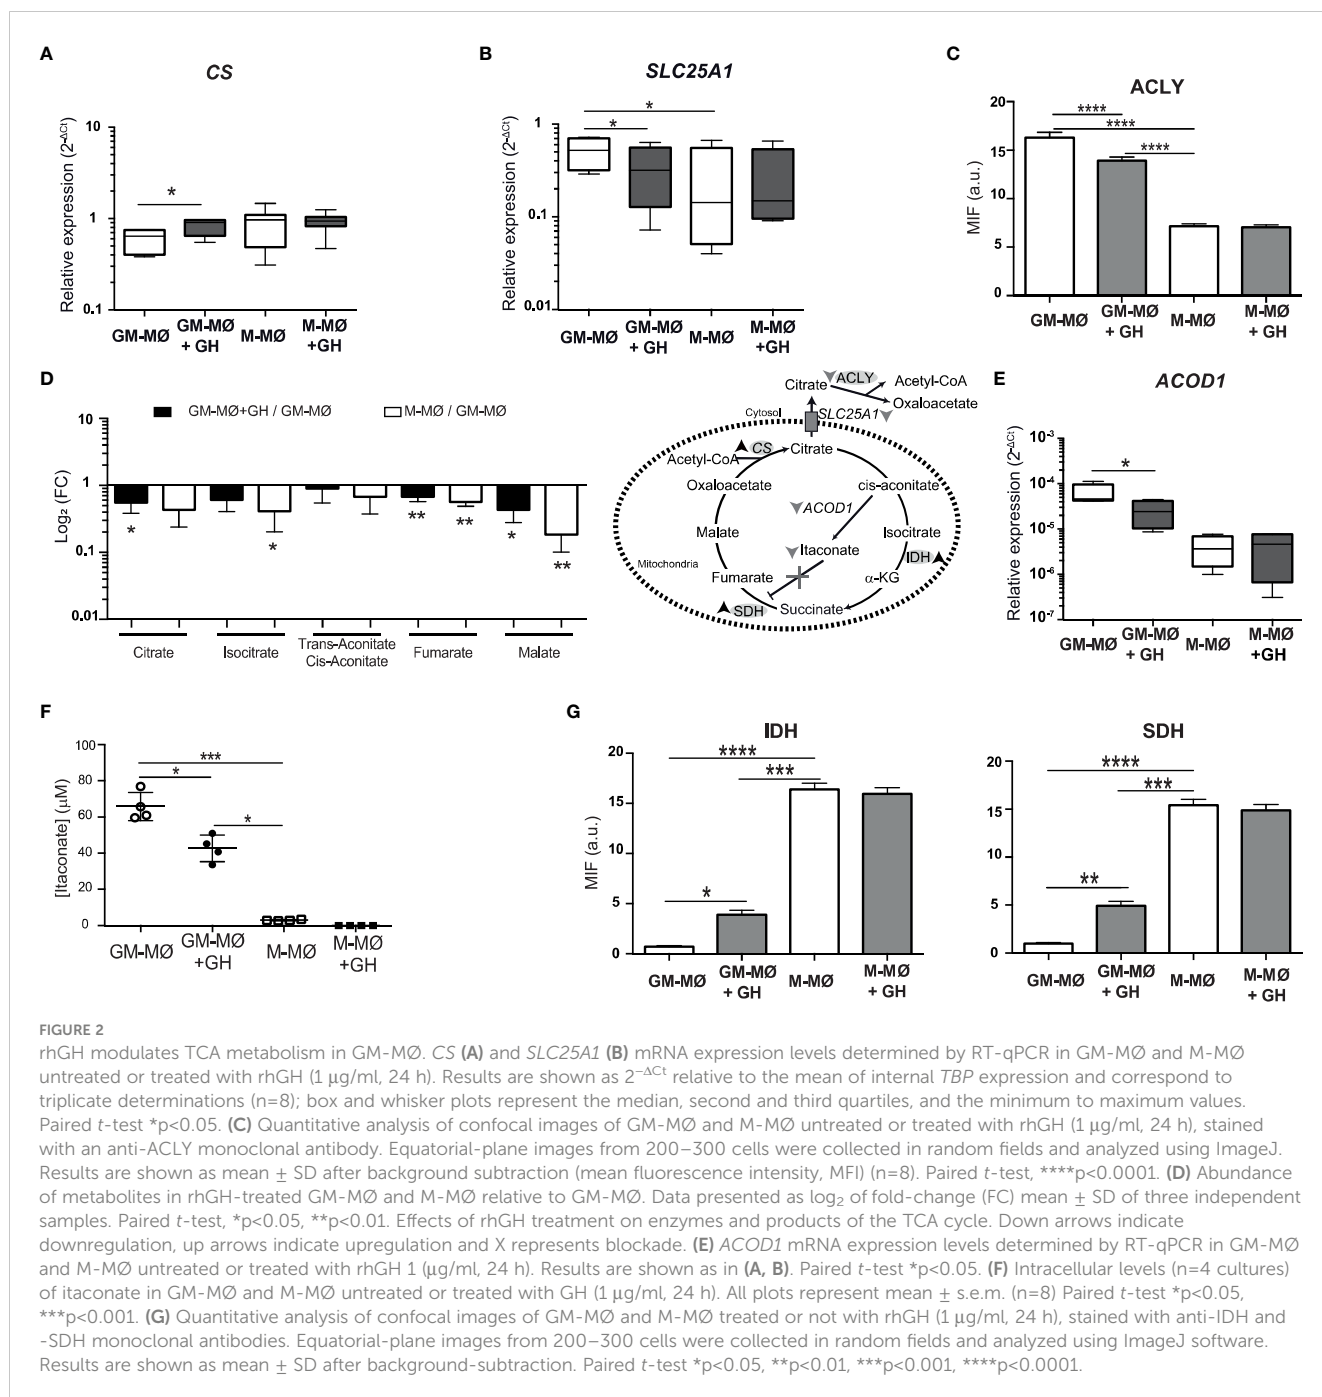 A
CS
Relative expression (2-ΔCt)
10
1
0.1
*
GM-MØ
GM-MØ
+ GH
M-MØ
M-MØ
+GH
B
SLC25A1
Relative expression (2-ΔCt)
1
0.1
0.01
*
*
GM-MØ
GM-MØ
+ GH
M-MØ
M-MØ
+GH
C
ACLY
MIF (a.u.)
20
15
10
5
0
****
****
****
GM-MØ
GM-MØ
+ GH
M-MØ
M-MØ
+ GH
D
GM-MØ+GH / GM-MØ
M-MØ / GM-MØ
Log₂ (FC)
10
1
0.1
0.01
*
*
**
**
*
**
Citrate
Isocitrate
Trans-Aconitate
Cis-Aconitate
Fumarate
Malate
Citrate
ACLY
Acetyl-CoA
Oxaloacetate
Cytosol
SLC25A1
CS
Citrate
Acetyl-CoA
Oxaloacetate
cis-aconitate
ACOD1
Malate
Itaconate
Isocitrate
IDH
Mitochondria
Fumarate
α-KG
SDH
Succinate
E
ACOD1
Relative expression (2-ΔCt)
10-3
10-4
10-5
10-6
10-7
*
GM-MØ
GM-MØ
+ GH
M-MØ
M-MØ
+GH
F
[Itaconate] (μM)
100
80
60
40
20
0
***
*
*
GM-MØ
GM-MØ
+GH
M-MØ
M-MØ
+GH
G
IDH
MIF (a.u.)
20
15
10
5
0
****
***
*
GM-MØ
GM-MØ
+ GH
M-MØ
M-MØ
+ GH
SDH
20
15
10
5
0
****
***
**
GM-MØ
GM-MØ
+ GH
M-MØ
M-MØ
+ GH
FIGURE 2
rhGH modulates TCA metabolism in GM-MØ. CS (A) and SLC25A1 (B) mRNA expression levels determined by RT-qPCR in GM-MØ and M-MØ
untreated or treated with rhGH (1 μg/ml, 24 h). Results are shown as 2−ΔCt relative to the mean of internal TBP expression and correspond to
triplicate determinations (n=8); box and whisker plots represent the median, second and third quartiles, and the minimum to maximum values.
Paired t-test *p<0.05. (C) Quantitative analysis of confocal images of GM-MØ and M-MØ untreated or treated with rhGH (1 μg/ml, 24 h), stained
with an anti-ACLY monoclonal antibody. Equatorial-plane images from 200–300 cells were collected in random fields and analyzed using ImageJ.
Results are shown as mean ± SD after background subtraction (mean fluorescence intensity, MFI) (n=8). Paired t-test, ****p<0.0001. (D) Abundance
of metabolites in rhGH-treated GM-MØ and M-MØ relative to GM-MØ. Data presented as log₂ of fold-change (FC) mean ± SD of three independent
samples. Paired t-test, *p<0.05, **p<0.01. Effects of rhGH treatment on enzymes and products of the TCA cycle. Down arrows indicate
downregulation, up arrows indicate upregulation and X represents blockade. (E) ACOD1 mRNA expression levels determined by RT-qPCR in GM-MØ
and M-MØ untreated or treated with rhGH 1 (μg/ml, 24 h). Results are shown as in (A, B). Paired t-test *p<0.05. (F) Intracellular levels (n=4 cultures)
of itaconate in GM-MØ and M-MØ untreated or treated with GH (1 μg/ml, 24 h). All plots represent mean ± s.e.m. (n=8) Paired t-test *p<0.05,
***p<0.001. (G) Quantitative analysis of confocal images of GM-MØ and M-MØ treated or not with rhGH (1 μg/ml, 24 h), stained with anti-IDH and
-SDH monoclonal antibodies. Equatorial-plane images from 200–300 cells were collected in random fields and analyzed using ImageJ software.
Results are shown as mean ± SD after background-subtraction. Paired t-test *p<0.05, **p<0.01, ***p<0.001, ****p<0.0001.